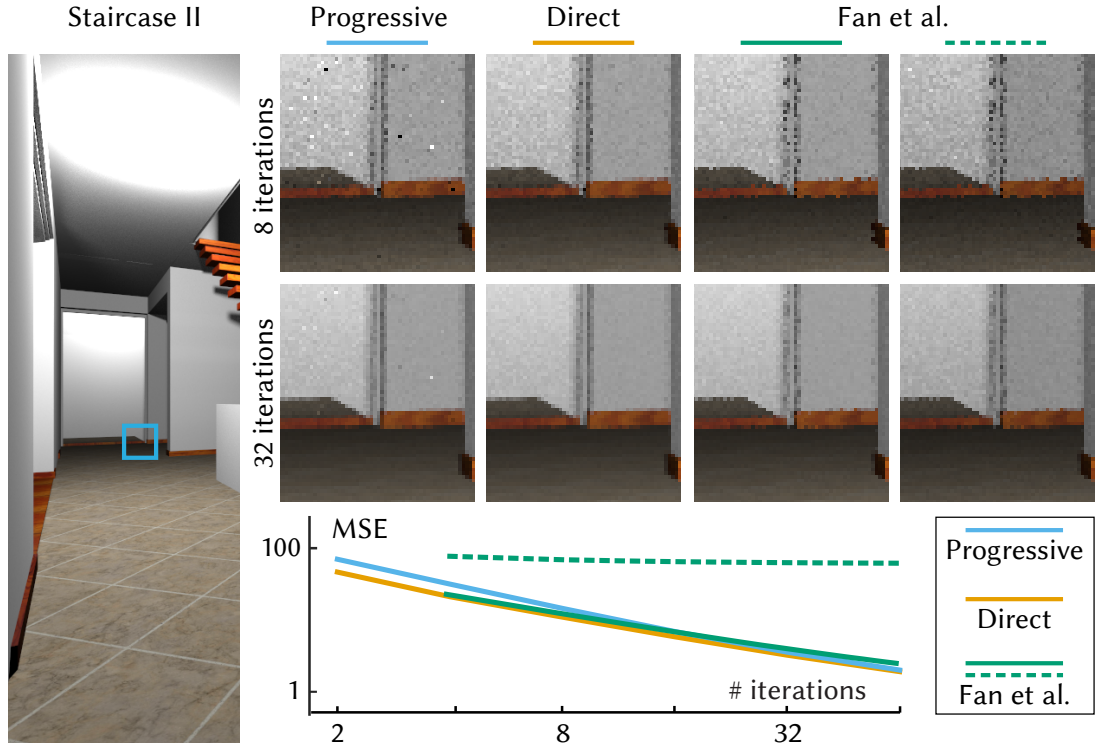 Staircase II
Progressive
Direct
Fan et al.
8 iterations
32 iterations
MSE
100
1
# iterations
2
8
32
Progressive
Direct
Fan et al.